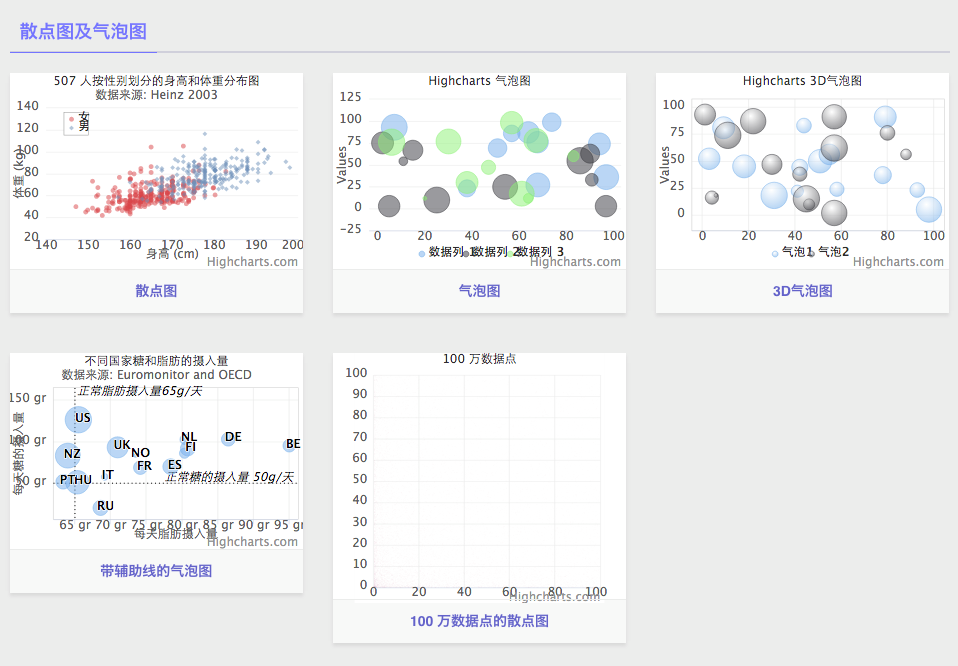 散点图及气泡图
507 人按性别划分的身高和体重分布图
数据来源: Heinz 2003
140
120
100
80
60
40
20
体重 (kg)
女
男
140 150 160 170 180 190 200
身高 (cm)
Highcharts.com
散点图
Highcharts 气泡图
125
100
75
50
25
0
−25
Values
0 20 40 60 80 100
数据列 1 数据列 2 数据列 3
Highcharts.com
气泡图
Highcharts 3D气泡图
100
75
50
25
0
Values
0 20 40 60 80 100
气泡1 气泡2
Highcharts.com
3D气泡图
不同国家糖和脂肪的摄入量
数据来源: Euromonitor and OECD
正常脂肪摄入量65g/天
150 gr
100 gr
50 gr
每天糖的摄入量
US
NL
DE
UK
FI
BE
NZ
NO
FR
ES
PT
HU
IT
正常糖的摄入量 50g/天
RU
65 gr 70 gr 75 gr 80 gr 85 gr 90 gr 95 gr
每天脂肪摄入量
Highcharts.com
带辅助线的气泡图
100 万数据点
100
90
80
70
60
50
40
30
20
10
0
0 20 40 60 80 100
Highcharts.com
100 万数据点的散点图